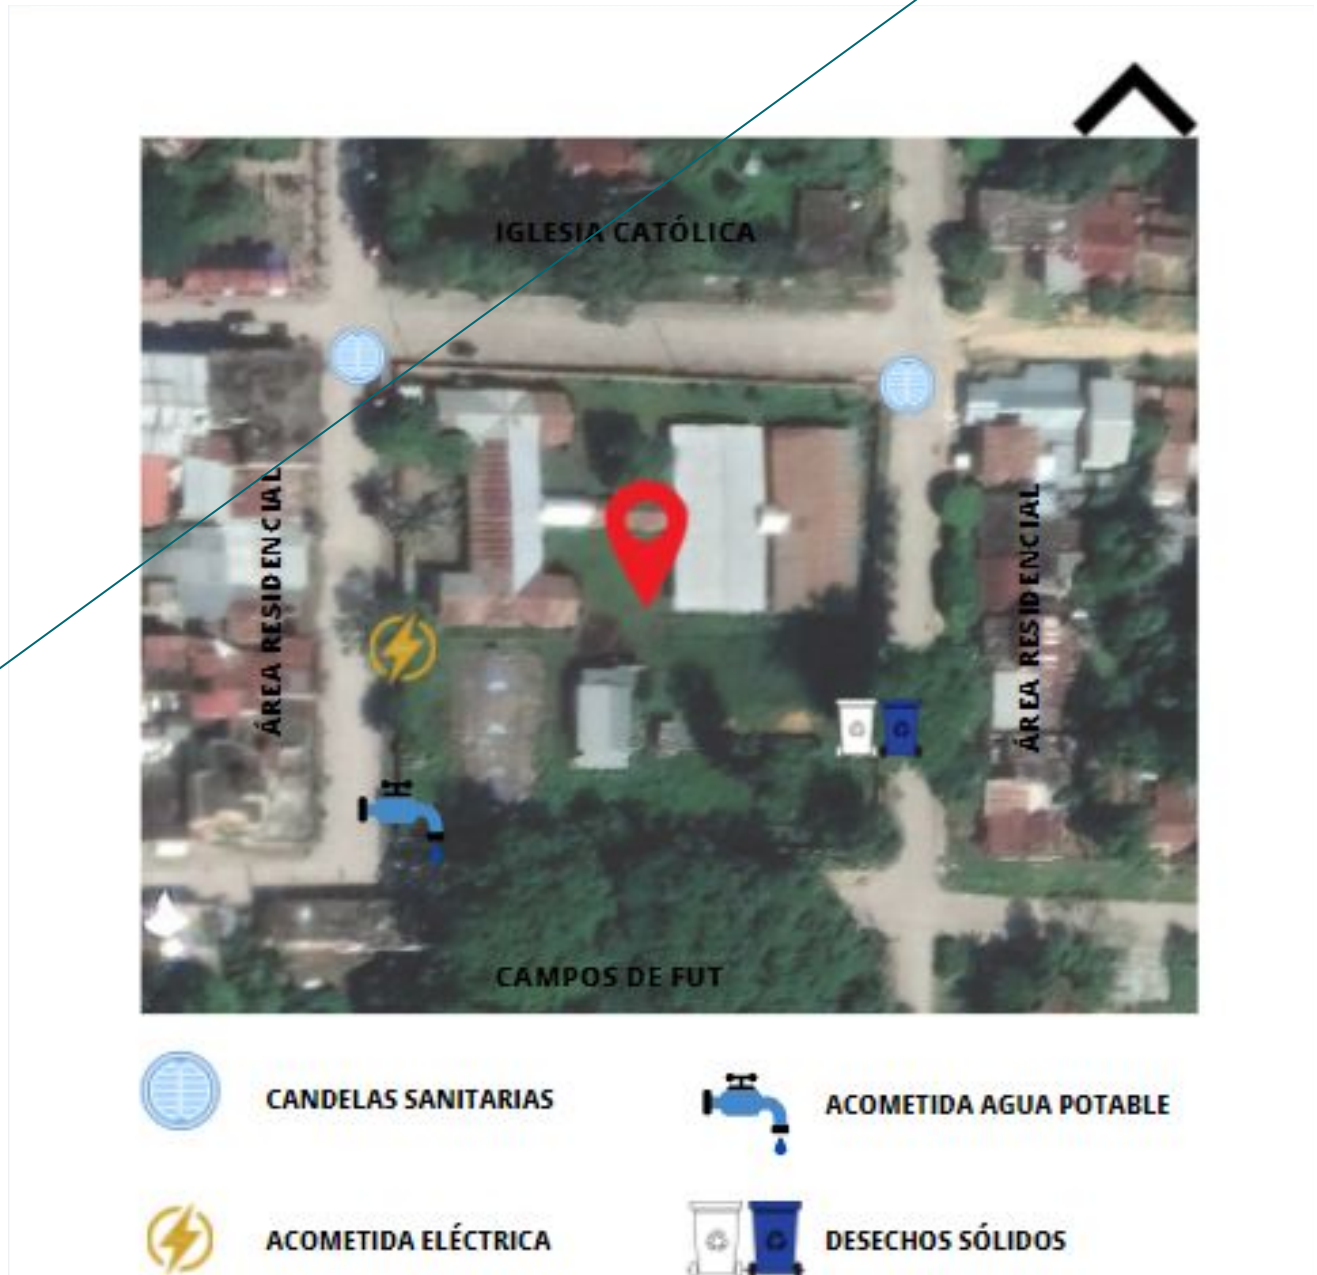 IGLESIA CATÓLICA
ÁREA RESIDENCIAL
ÁREA RESIDENCIAL
CAMPOS DE FUT
CANDELAS SANITARIAS
ACOMETIDA AGUA POTABLE
ACOMETIDA ELÉCTRICA
DESECHOS SÓLIDOS